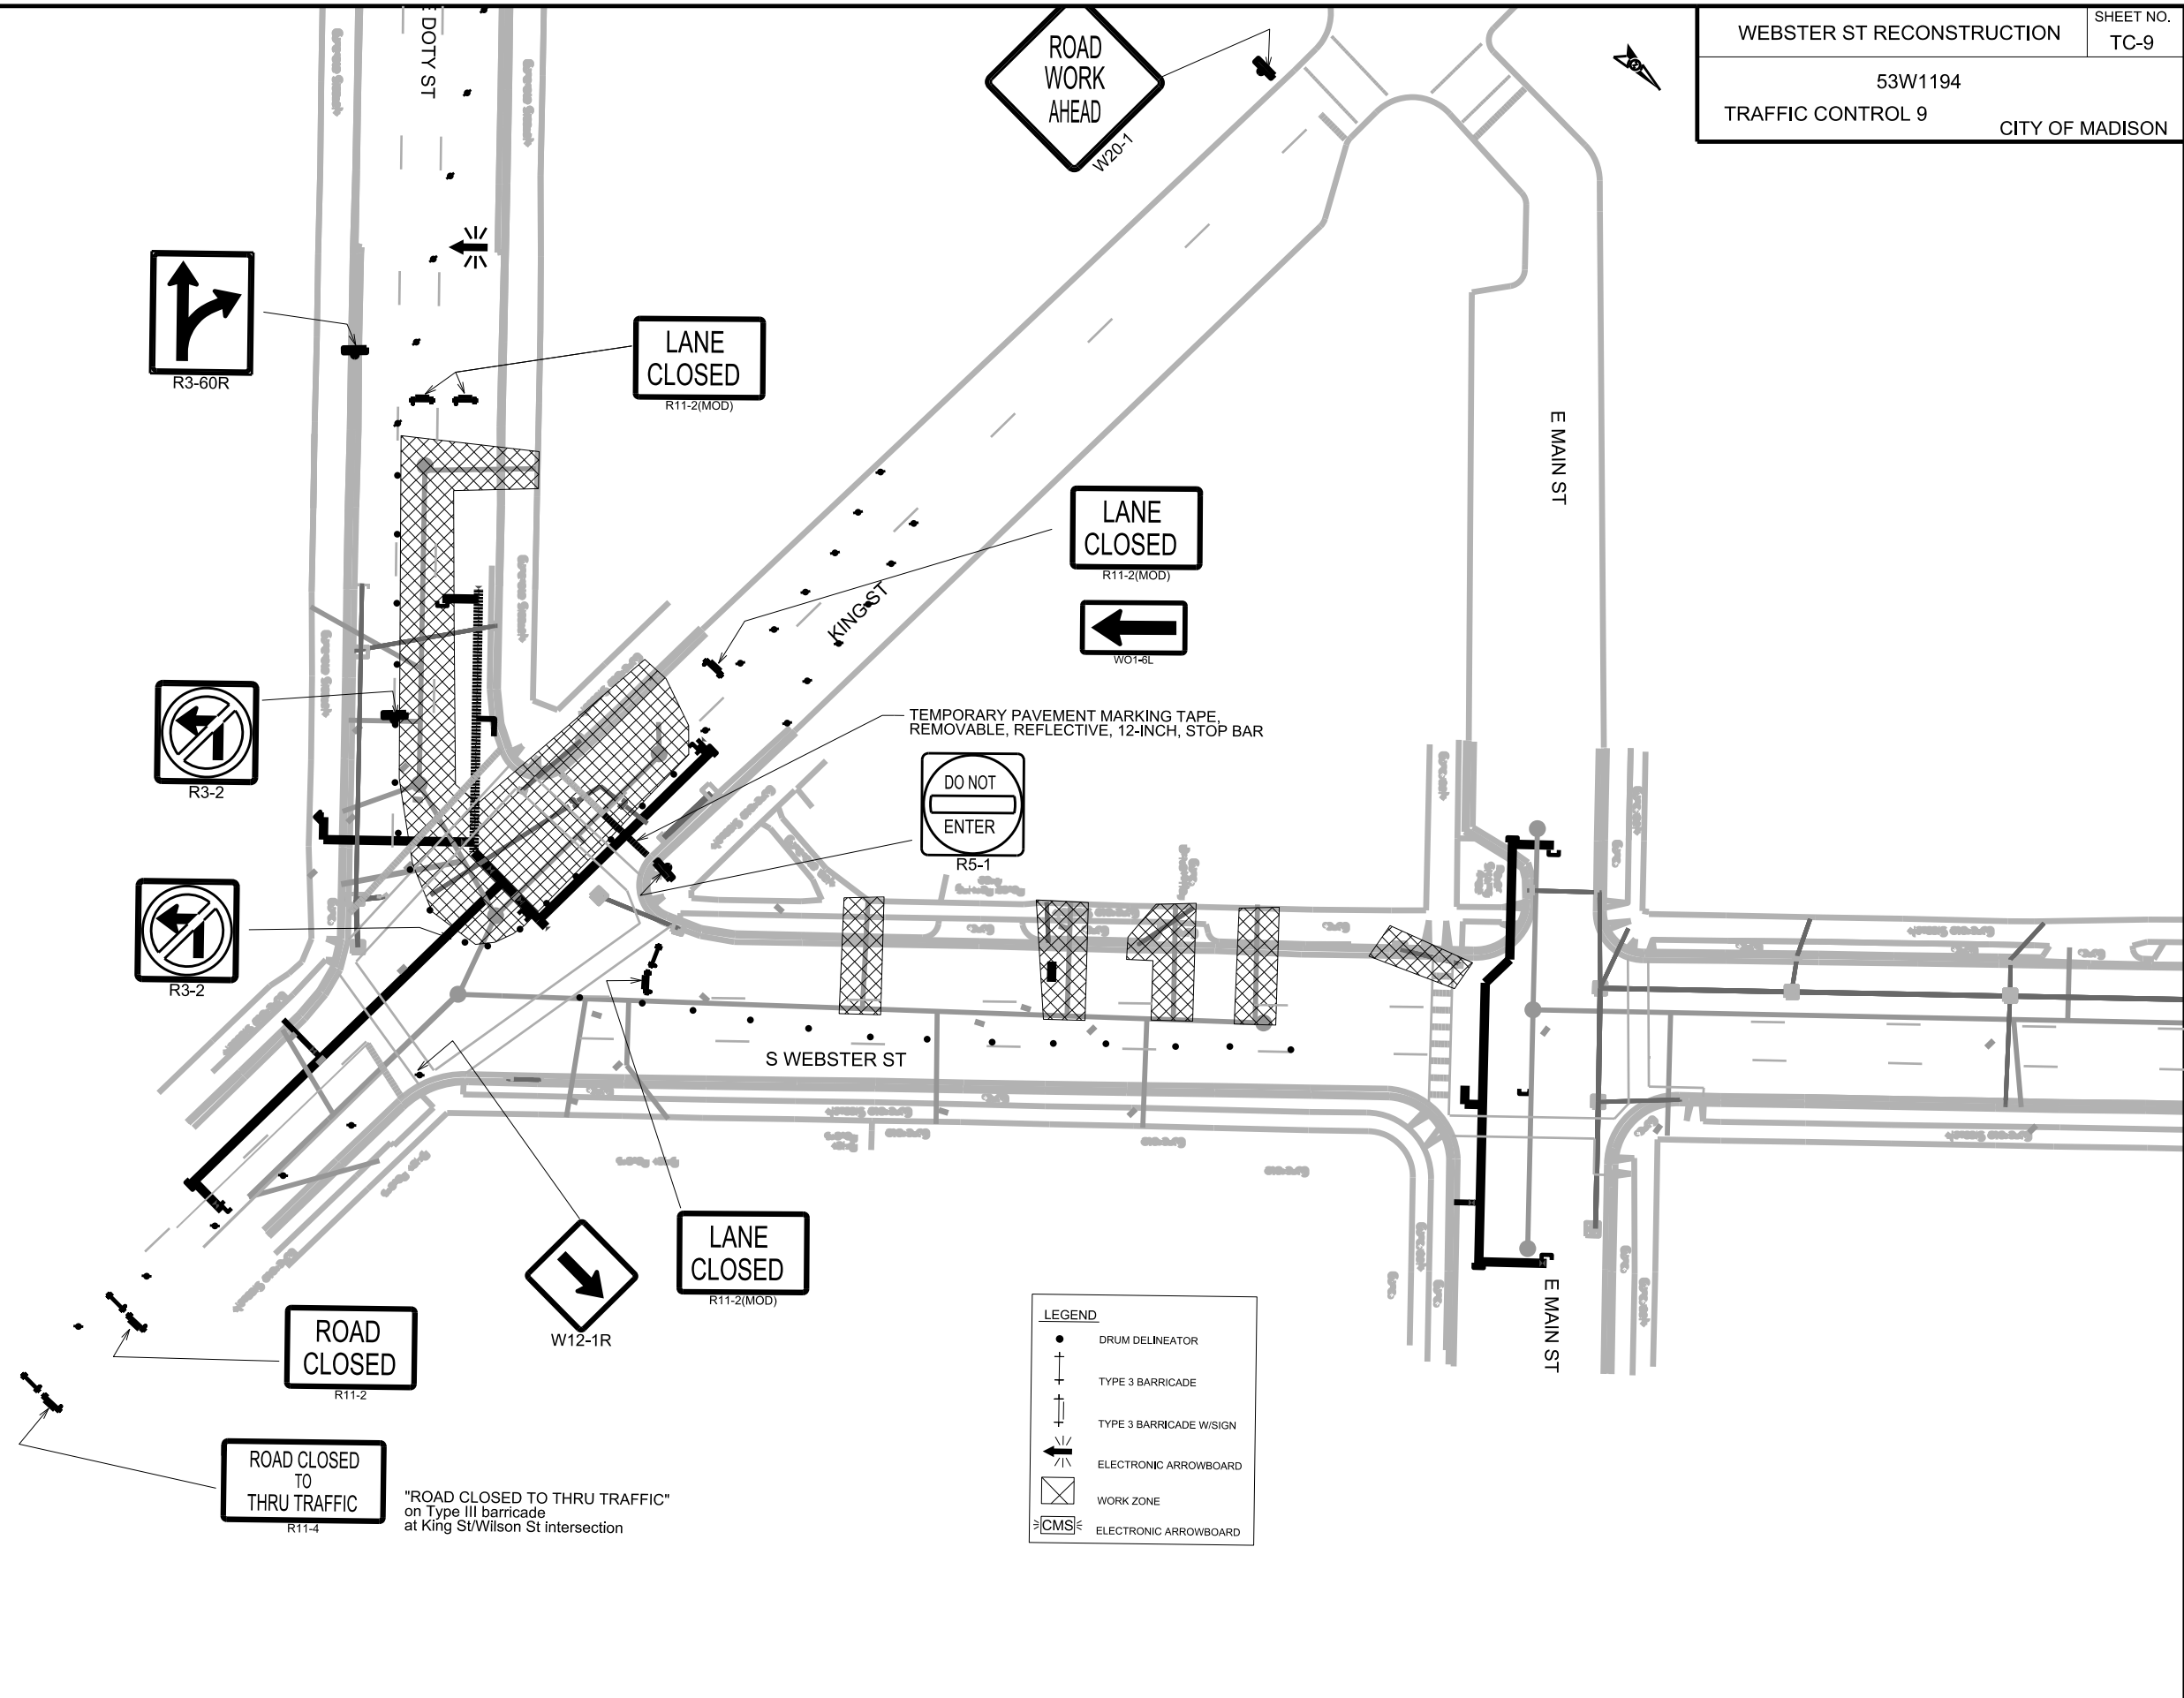 WEBSTER ST RECONSTRUCTION
SHEET NO.
TC-9
53W1194
TRAFFIC CONTROL 9
CITY OF MADISON
E DOTY ST
ROAD
WORK
AHEAD
W20-1
R3-60R
LANE
CLOSED
R11-2(MOD)
E MAIN ST
LANE
CLOSED
R11-2(MOD)
WO1-6L
KING ST
TEMPORARY PAVEMENT MARKING TAPE,
REMOVABLE, REFLECTIVE, 12-INCH, STOP BAR
R3-2
DO NOT
ENTER
R5-1
R3-2
S WEBSTER ST
LANE
CLOSED
R11-2(MOD)
W12-1R
E MAIN ST
ROAD
CLOSED
R11-2
ROAD CLOSED
TO
THRU TRAFFIC
R11-4
"ROAD CLOSED TO THRU TRAFFIC"
on Type III barricade
at King St/Wilson St intersection
LEGEND
DRUM DELINEATOR
TYPE 3 BARRICADE
TYPE 3 BARRICADE W/SIGN
ELECTRONIC ARROWBOARD
WORK ZONE
CMS ELECTRONIC ARROWBOARD